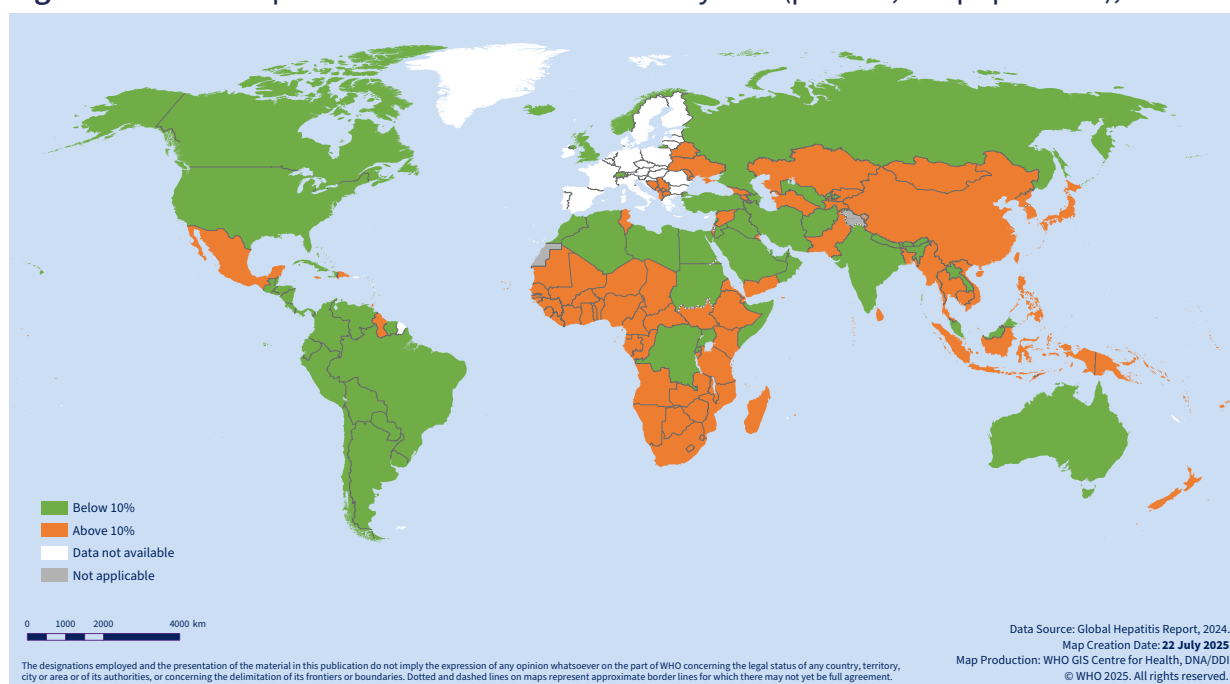 Below 10%
Above 10%
Data not available
Not applicable
0 1000 2000 4000 km
Data Source: Global Hepatitis Report, 2024.
Map Creation Date: 22 July 2025
Map Production: WHO GIS Centre for Health, DNA/DDI
© WHO 2025. All rights reserved.
The designations employed and the presentation of the material in this publication do not imply the expression of any opinion whatsoever on the part of WHO concerning the legal status of any country, territory,
city or area or of its authorities, or concerning the delimitation of its frontiers or boundaries. Dotted and dashed lines on maps represent approximate border lines for which there may not yet be full agreement.